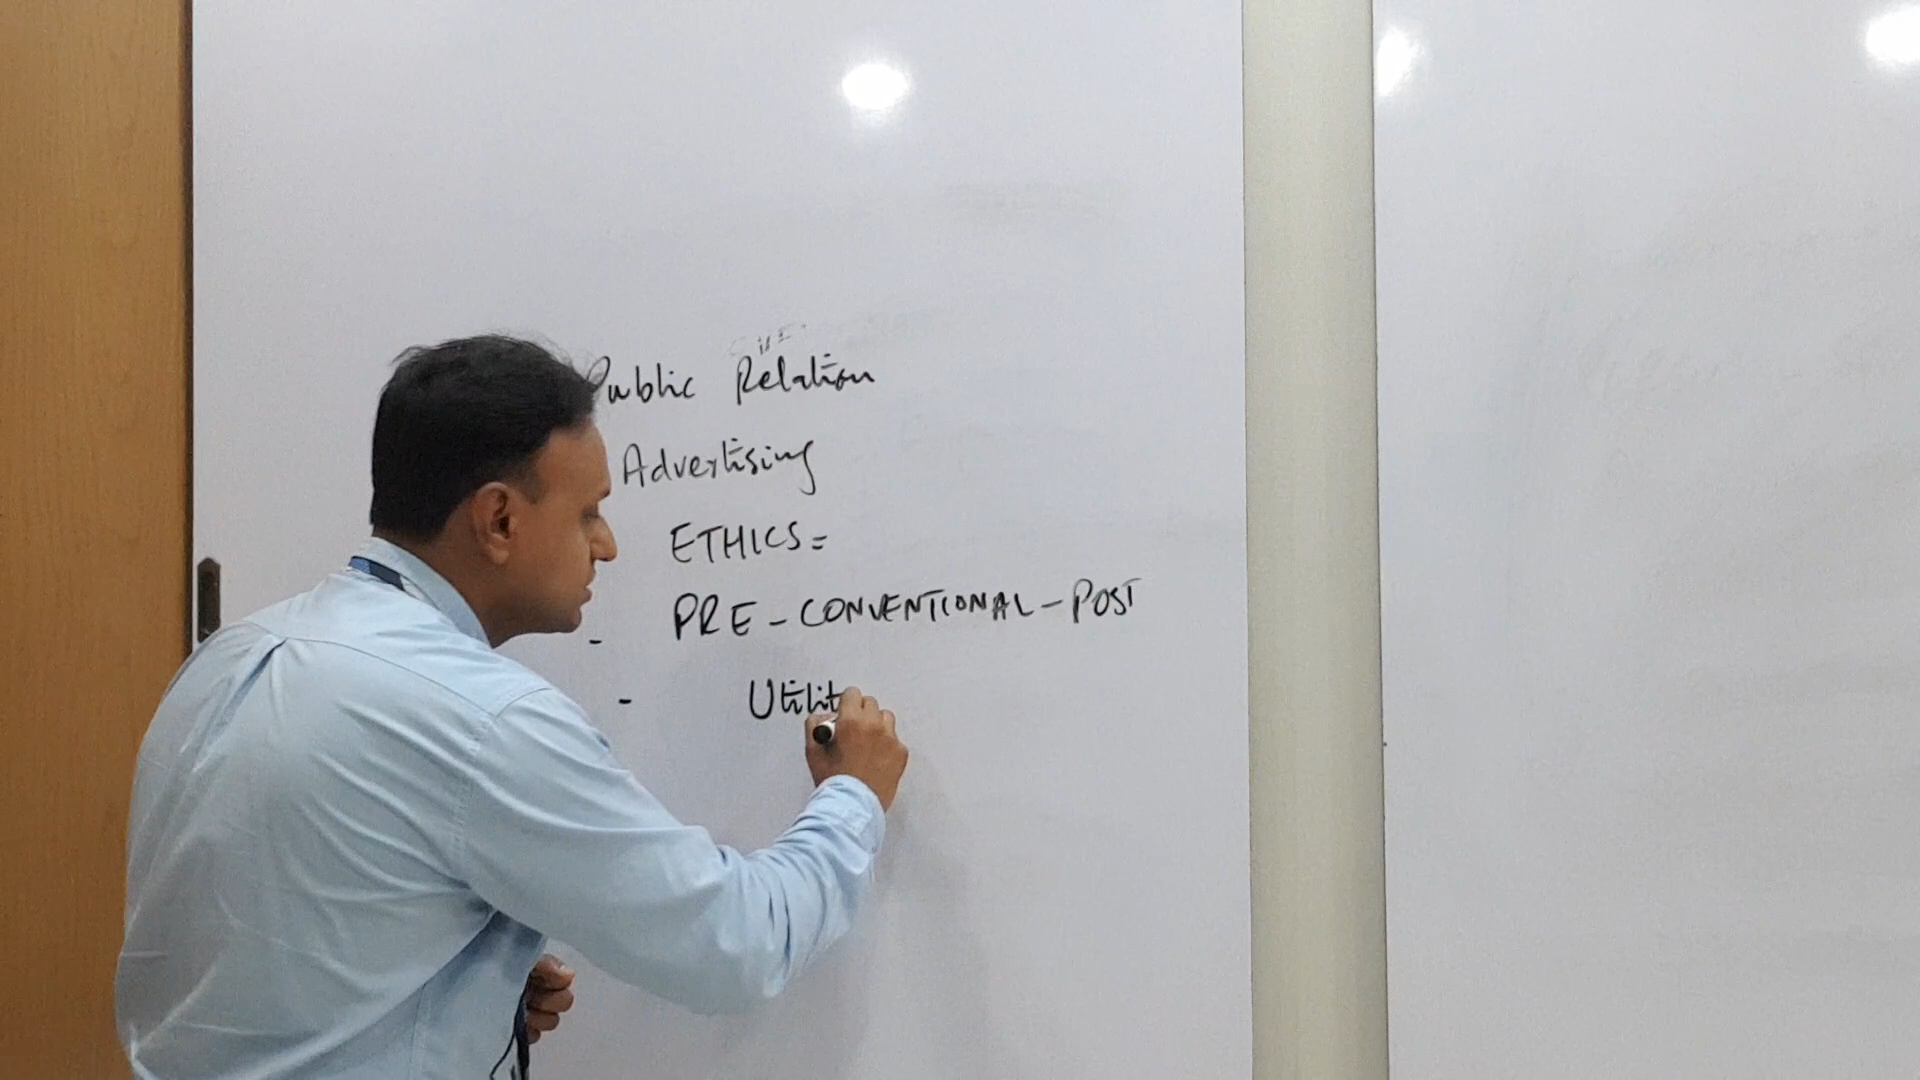 Public Relation
Advertising
ETHICS=
- PRE - CONVENTIONAL - POST
- Utilit